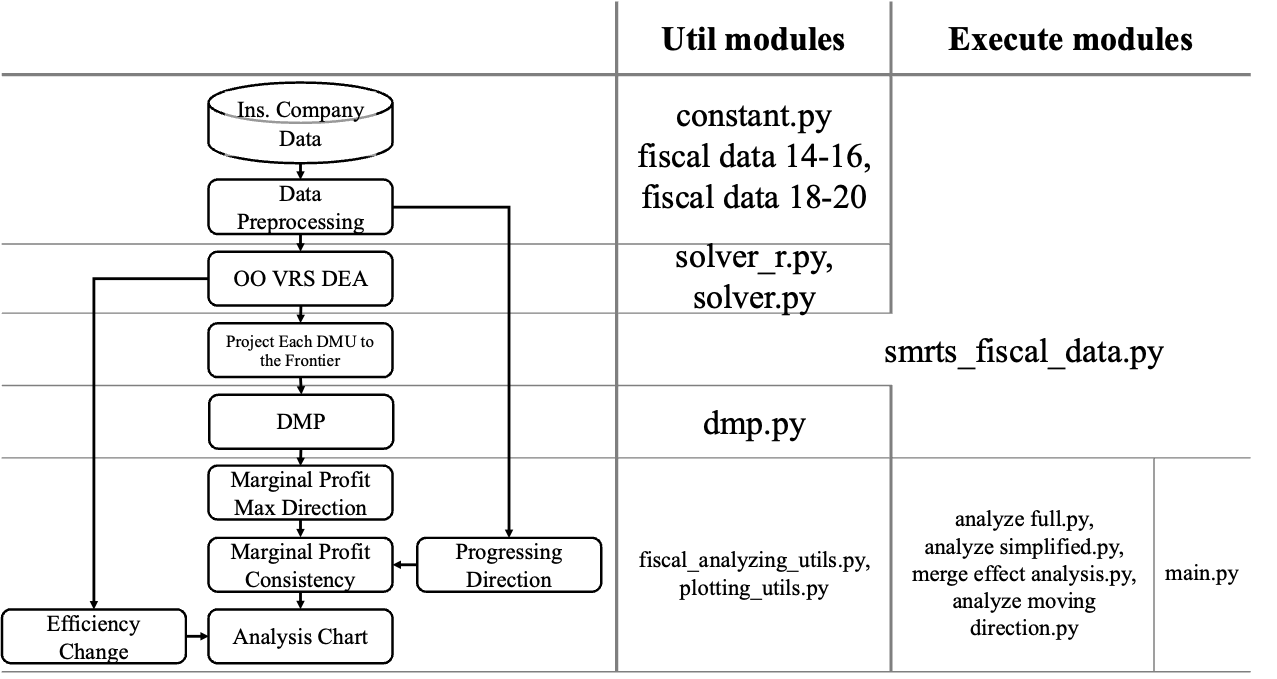 Util modules
Execute modules
Ins. Company
Data
constant.py
fiscal data 14-16,
fiscal data 18-20
Data
Preprocessing
OO VRS DEA
solver_r.py,
solver.py
Project Each DMU to
the Frontier
smrts_fiscal_data.py
DMP
dmp.py
Marginal Profit
Max Direction
Marginal Profit
Consistency
Progressing
Direction
Efficiency
Change
Analysis Chart
fiscal_analyzing_utils.py,
plotting_utils.py
analyze full.py,
analyze simplified.py,
merge effect analysis.py,
analyze moving
direction.py
main.py